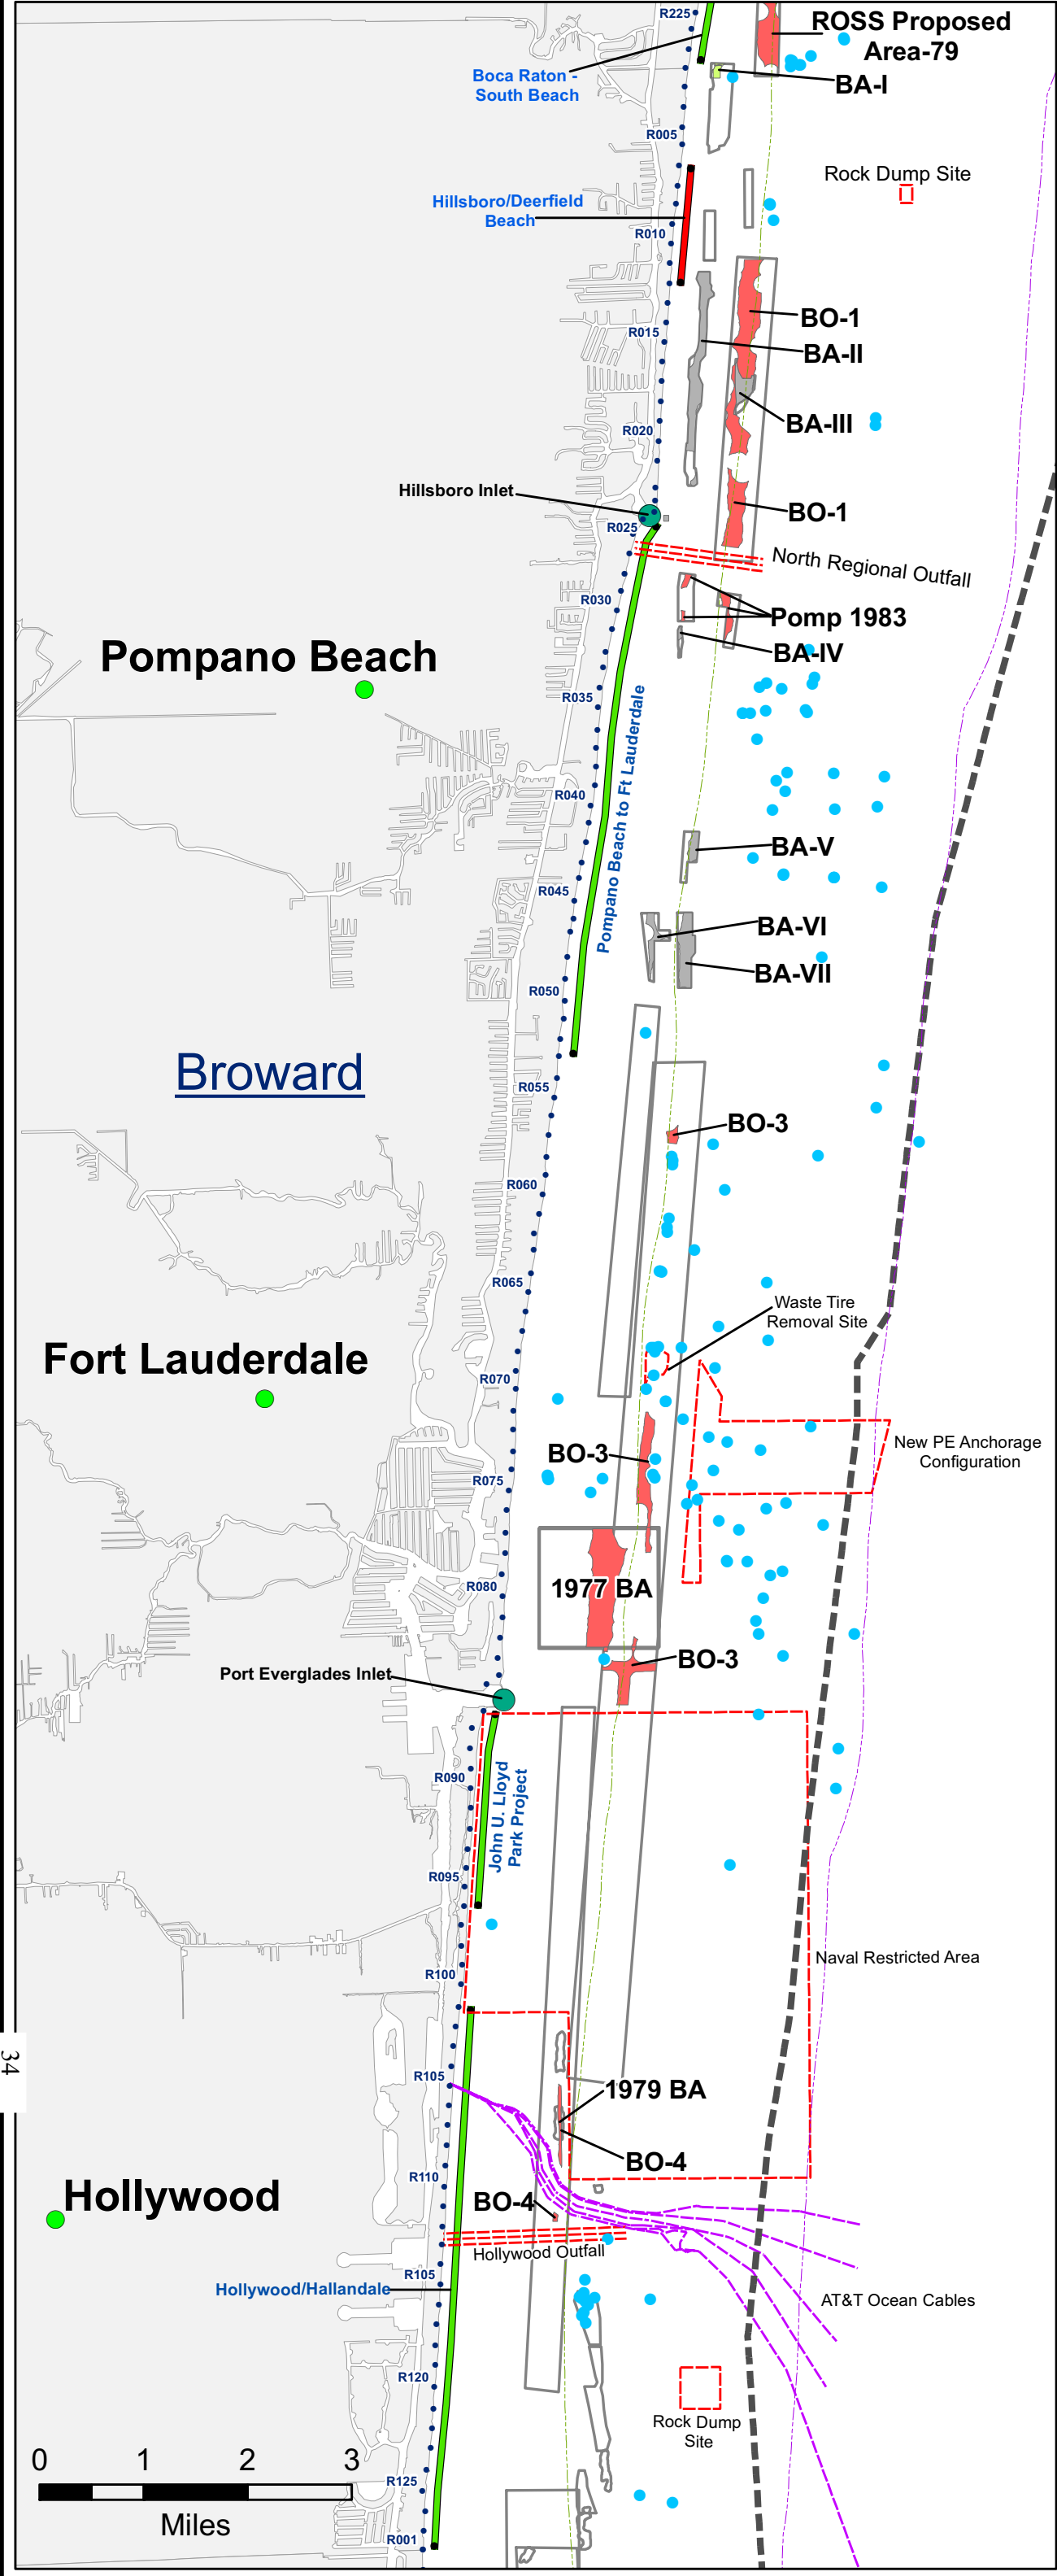 R225
ROSS Proposed
Area-79
Boca Raton -
South Beach
BA-I
R005
Rock Dump Site
Hillsboro/Deerfield
Beach
R010
BO-1
R015
BA-II
BA-III
R020
Hillsboro Inlet
BO-1
R025
North Regional Outfall
R030
Pomp 1983
BA-IV
Pompano Beach
R035
Pompano Beach to Ft Lauderdale
R040
BA-V
R045
BA-VI
BA-VII
R050
Broward
R055
BO-3
R060
R065
Waste Tire
Removal Site
Fort Lauderdale
R070
New PE Anchorage
Configuration
BO-3
R075
R080
1977 BA
BO-3
Port Everglades Inlet
R090
John U. Lloyd
Park Project
R095
Naval Restricted Area
R100
34
R105
1979 BA
BO-4
R110
Hollywood
BO-4
Hollywood Outfall
R105
Hollywood/Hallandale
AT&T Ocean Cables
R120
Rock Dump
Site
0 1 2 3
R125
Miles
R001